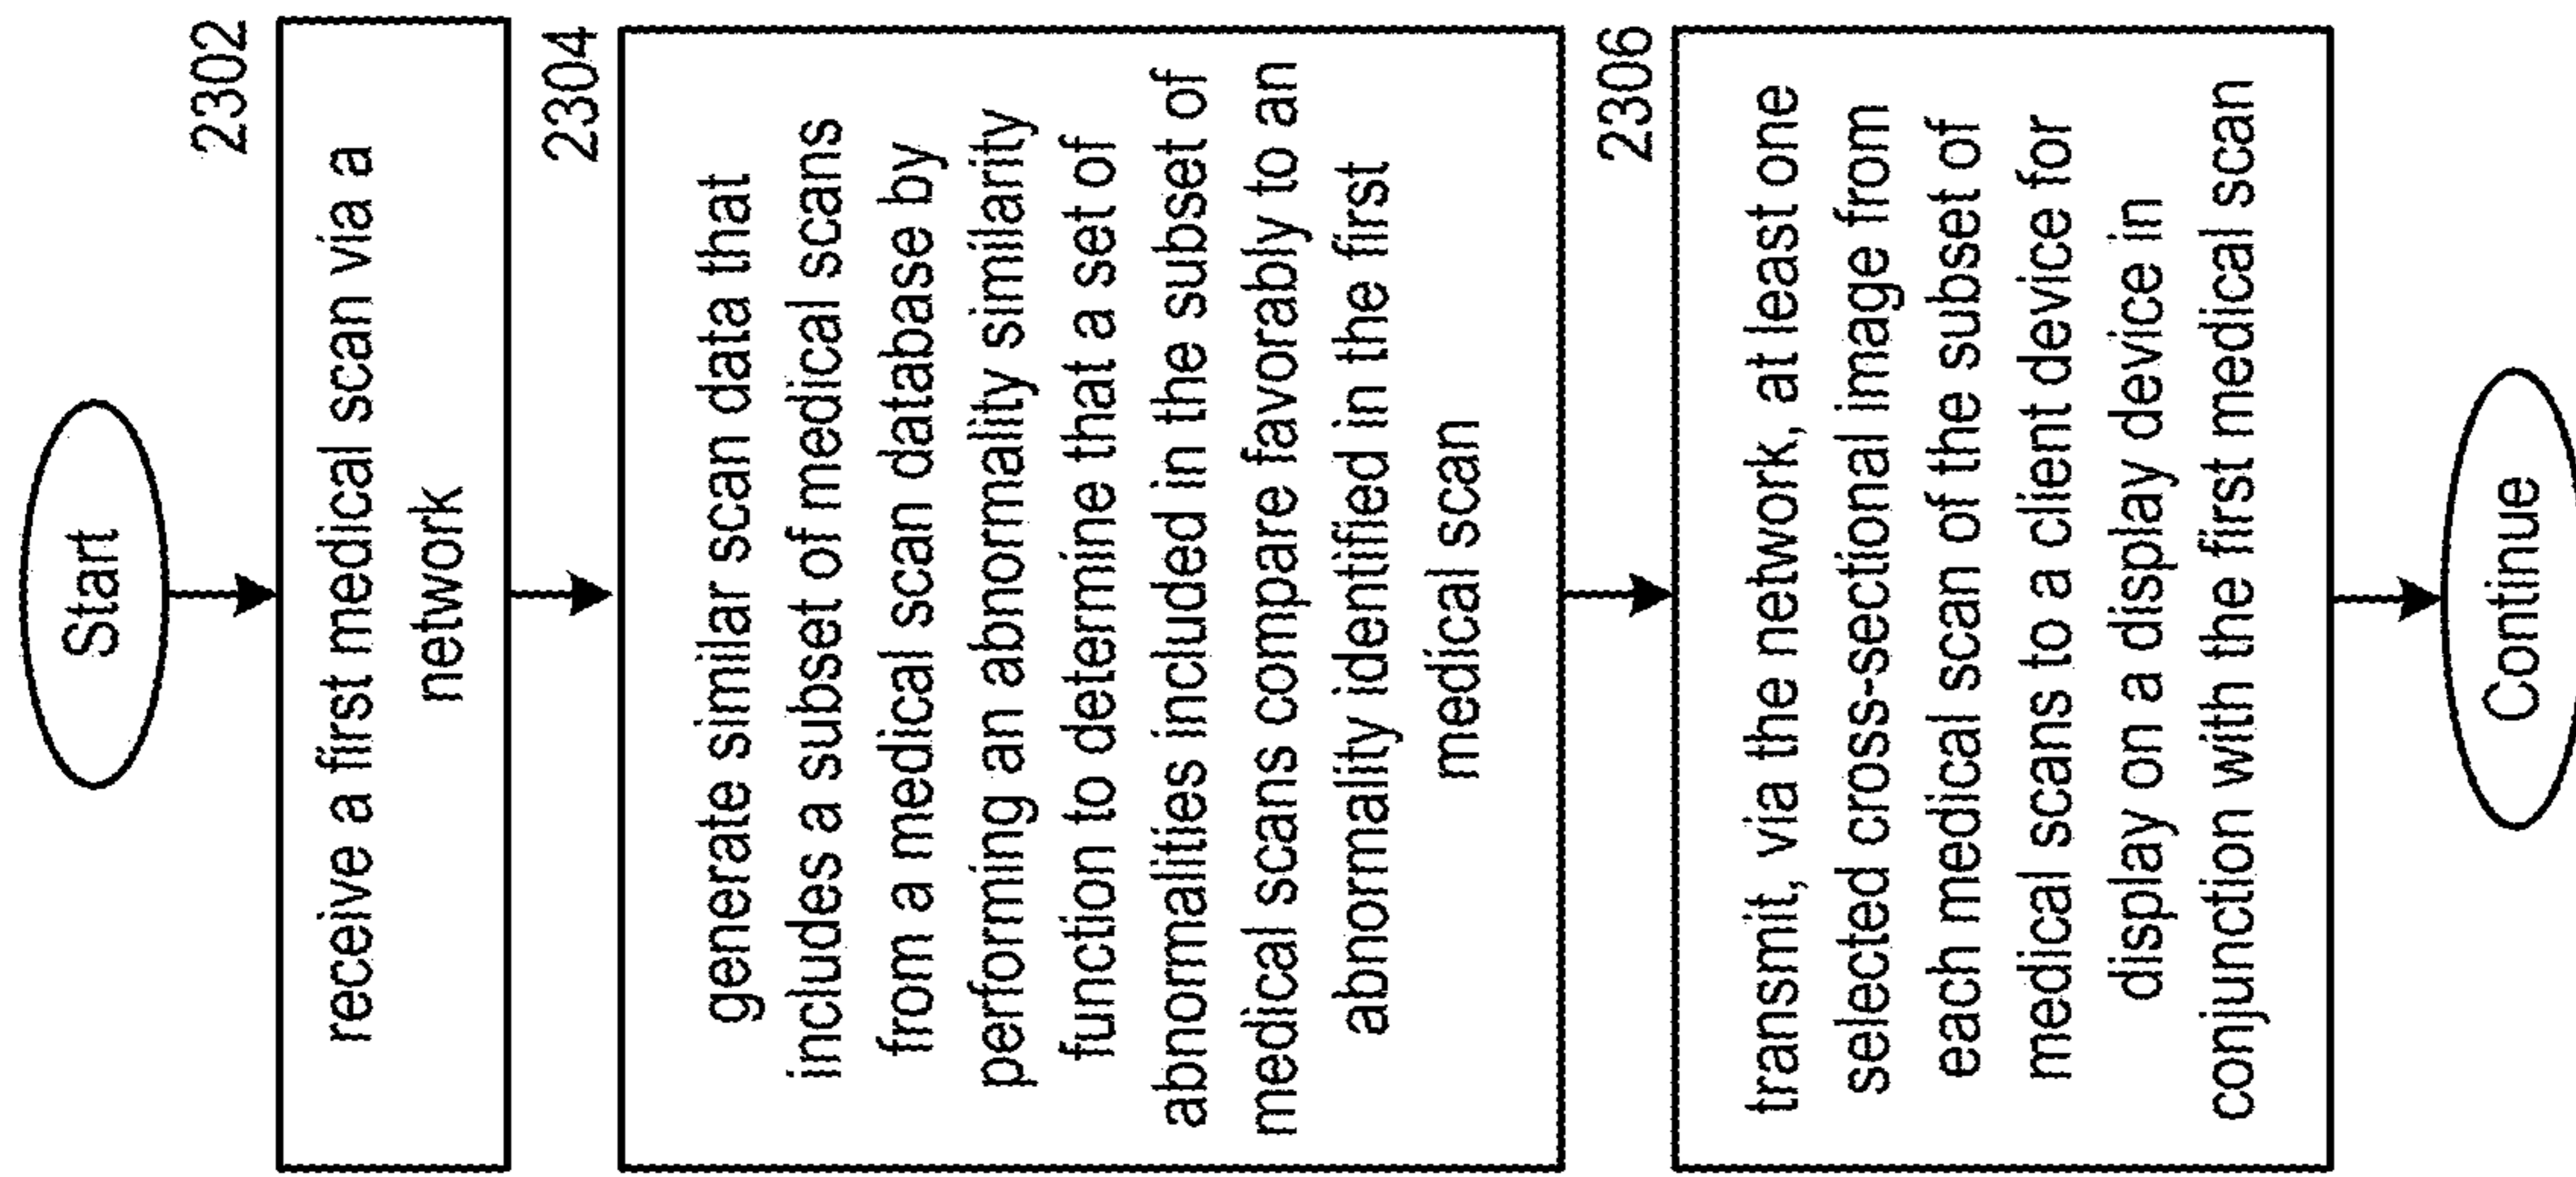 Start
2302
receive a first medical scan via a
network
2304
generate similar scan data that
includes a subset of medical scans
from a medical scan database by
performing an abnormality similarity
function to determine that a set of
abnormalities included in the subset of
medical scans compare favorably to an
abnormality identified in the first
medical scan
2306
transmit, via the network, at least one
selected cross-sectional image from
each medical scan of the subset of
medical scans to a client device for
display on a display device in
conjunction with the first medical scan
Continue